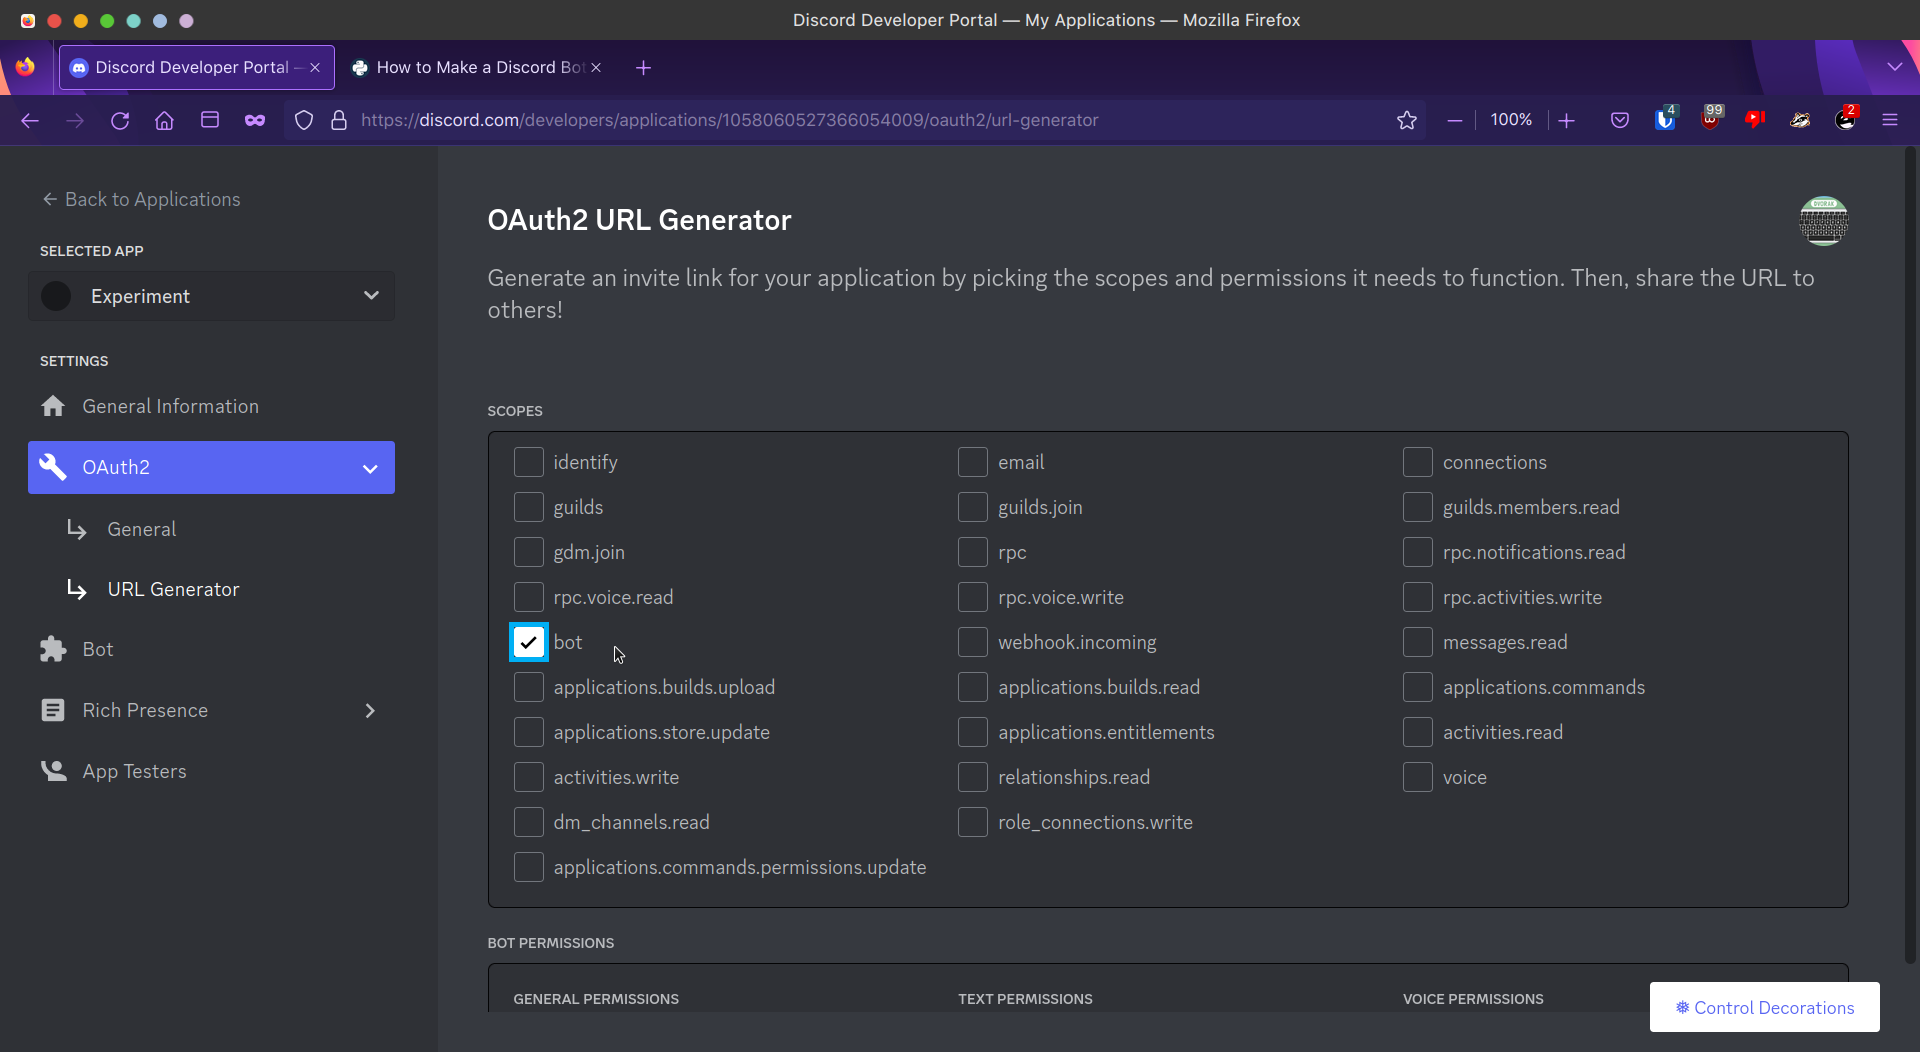 Discord Developer Portal — My Applications — Mozilla Firefox
Discord Developer Portal —
How to Make a Discord Bot
https://discord.com/developers/applications/1058060527366054009/oauth2/url-generator
100%
4
99
2
Back to Applications
SELECTED APP
Experiment
SETTINGS
General Information
OAuth2
General
URL Generator
Bot
Rich Presence
App Testers
OAuth2 URL Generator
DVORAK
Generate an invite link for your application by picking the scopes and permissions it needs to function. Then, share the URL to
others!
SCOPES
identify
email
connections
guilds
guilds.join
guilds.members.read
gdm.join
rpc
rpc.notifications.read
rpc.voice.read
rpc.voice.write
rpc.activities.write
bot
webhook.incoming
messages.read
applications.builds.upload
applications.builds.read
applications.commands
applications.store.update
applications.entitlements
activities.read
activities.write
relationships.read
voice
dm_channels.read
role_connections.write
applications.commands.permissions.update
BOT PERMISSIONS
GENERAL PERMISSIONS
TEXT PERMISSIONS
VOICE PERMISSIONS
Control Decorations